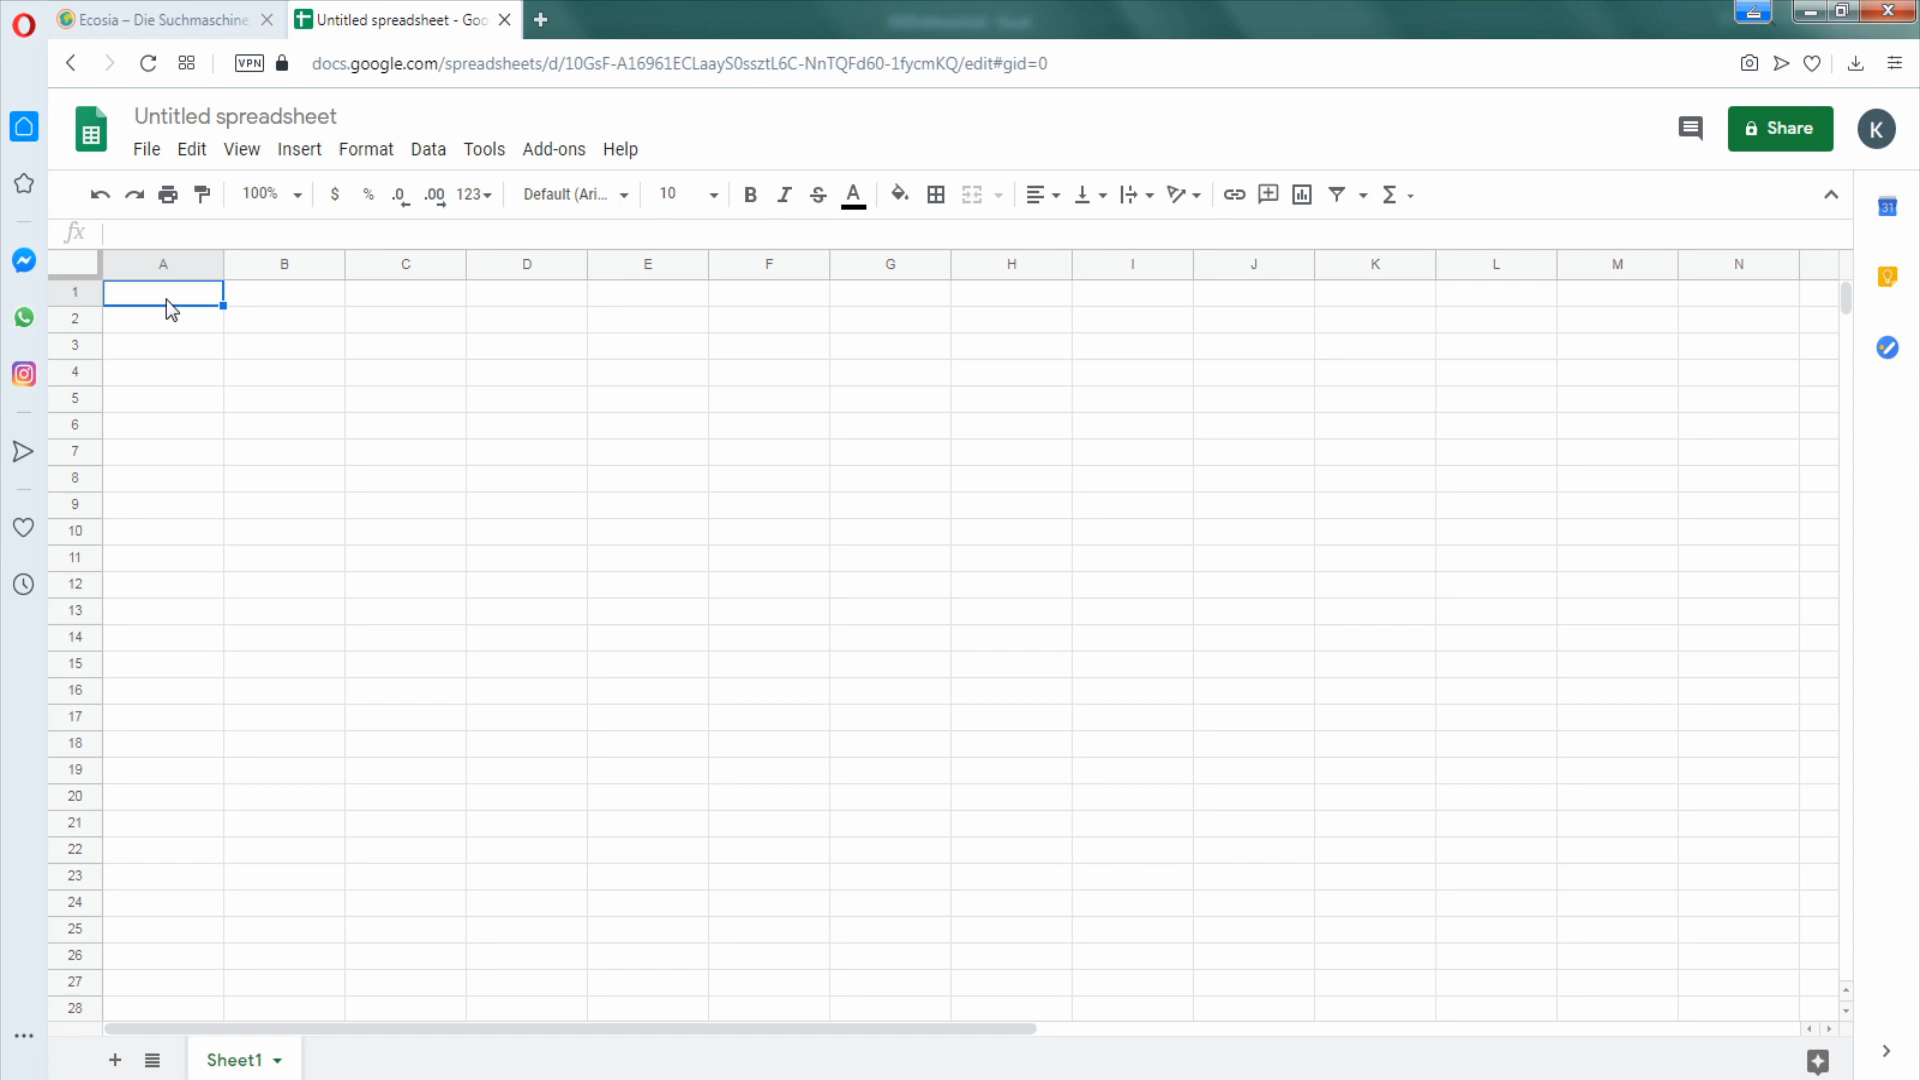 Ecosia – Die Suchmaschine
Untitled spreadsheet - Goo
VPN
docs.google.com/spreadsheets/d/10GsF-A16961ECLaayS0ssztL6C-NnTQFd60-1fycmKQ/edit#gid=0
Untitled spreadsheet
File Edit View Insert Format Data Tools Add-ons Help
Share
K
100% $ % .0 .00 123 Default (Ari... 10 B I S A Σ
31
fx
A B C D E F G H I J K L M N
1
2
3
4
5
6
7
8
9
10
11
12
13
14
15
16
17
18
19
20
21
22
23
24
25
26
27
28
Sheet1